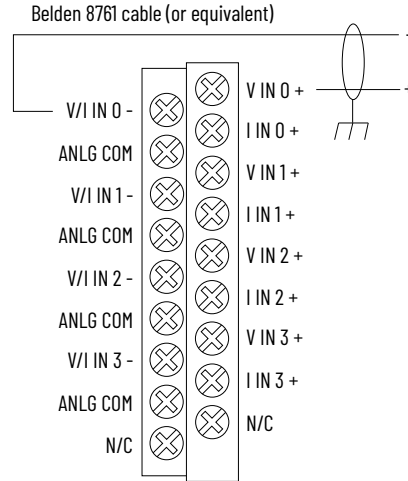 Belden 8761 cable (or equivalent)
V IN 0 +
V/I IN 0 -
I IN 0 +
ANLG COM
V IN 1 +
V/I IN 1 -
I IN 1 +
ANLG COM
V IN 2 +
V/I IN 2 -
I IN 2 +
ANLG COM
V IN 3 +
V/I IN 3 -
I IN 3 +
ANLG COM
N/C
N/C